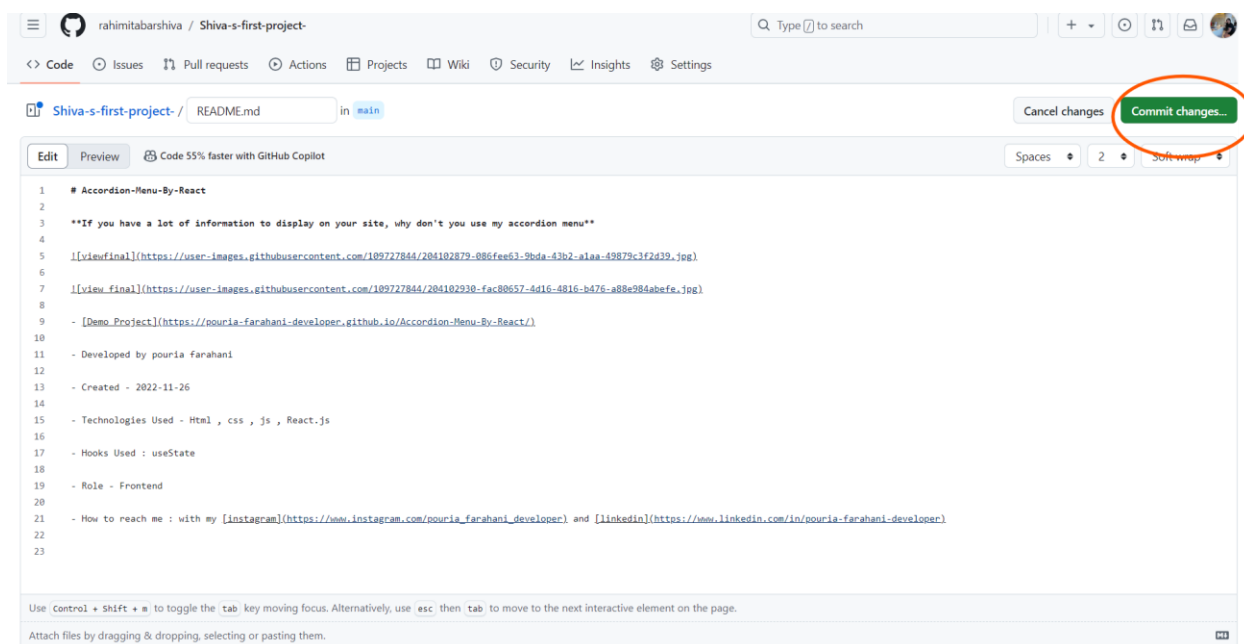 rahimitabarshiva / Shiva-s-first-project-
Type / to search
<> Code Issues Pull requests Actions Projects Wiki Security Insights Settings
Shiva-s-first-project- / README.md in main
Cancel changes Commit changes...
Edit Preview Code 55% faster with GitHub Copilot
Spaces 2 Soft wrap
1 # Accordion-Menu-By-React
2
3 **If you have a lot of information to display on your site, why don't you use my accordion menu**
4
5 ![viewfinal](https://user-images.githubusercontent.com/109727844/204102879-086fee63-9bda-43b2-a1aa-49879c3f2d39.jpg)
6
7 ![view final](https://user-images.githubusercontent.com/109727844/204102930-fac80657-4d16-4816-b476-a88e984abefe.jpg)
8
9 - [Demo Project](https://pouria-farahani-developer.github.io/Accordion-Menu-By-React/)
10
11 - Developed by pouria farahani
12
13 - Created - 2022-11-26
14
15 - Technologies Used - Html , css , js , React.js
16
17 - Hooks Used : useState
18
19 - Role - Frontend
20
21 - How to reach me : with my [instagram](https://www.instagram.com/pouria_farahani_developer) and [linkedin](https://www.linkedin.com/in/pouria-farahani-developer)
22
23
Use Control + Shift + m to toggle the tab key moving focus. Alternatively, use esc then tab to move to the next interactive element on the page.
Attach files by dragging & dropping, selecting or pasting them.